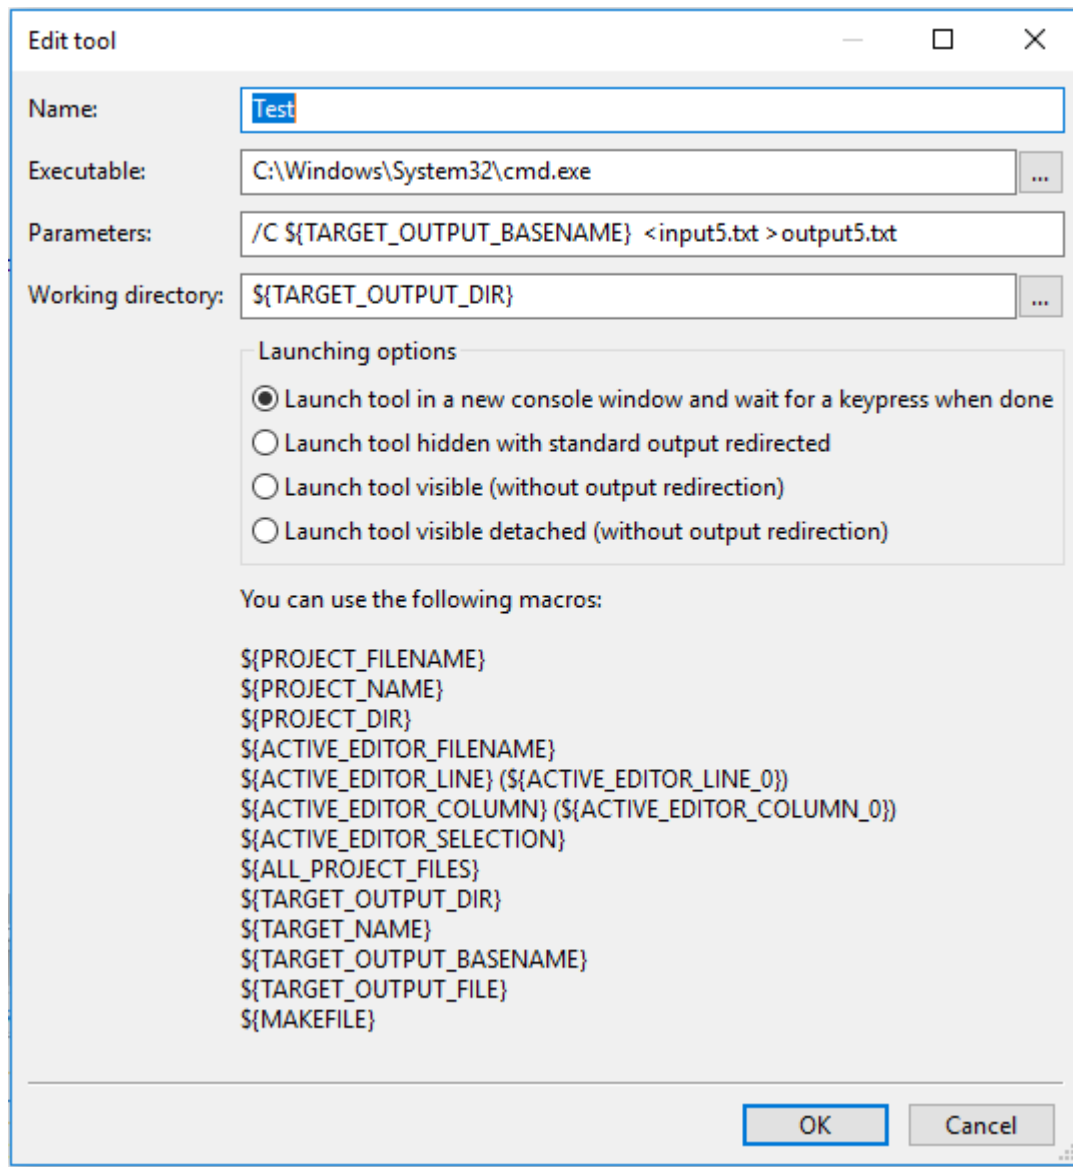 Edit tool
Name:
Test
Executable:
C:\Windows\System32\cmd.exe
...
Parameters:
/C ${TARGET_OUTPUT_BASENAME}  <input5.txt >output5.txt
Working directory:
${TARGET_OUTPUT_DIR}
...
Launching options
Launch tool in a new console window and wait for a keypress when done
Launch tool hidden with standard output redirected
Launch tool visible (without output redirection)
Launch tool visible detached (without output redirection)
You can use the following macros:
${PROJECT_FILENAME}
${PROJECT_NAME}
${PROJECT_DIR}
${ACTIVE_EDITOR_FILENAME}
${ACTIVE_EDITOR_LINE} (${ACTIVE_EDITOR_LINE_0})
${ACTIVE_EDITOR_COLUMN} (${ACTIVE_EDITOR_COLUMN_0})
${ACTIVE_EDITOR_SELECTION}
${ALL_PROJECT_FILES}
${TARGET_OUTPUT_DIR}
${TARGET_NAME}
${TARGET_OUTPUT_BASENAME}
${TARGET_OUTPUT_FILE}
${MAKEFILE}
OK
Cancel